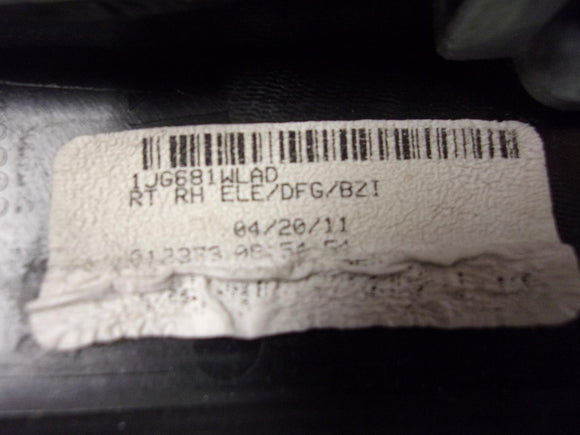 1JG681WLAD
RT RH ELE/DFG/BZI
04/20/11